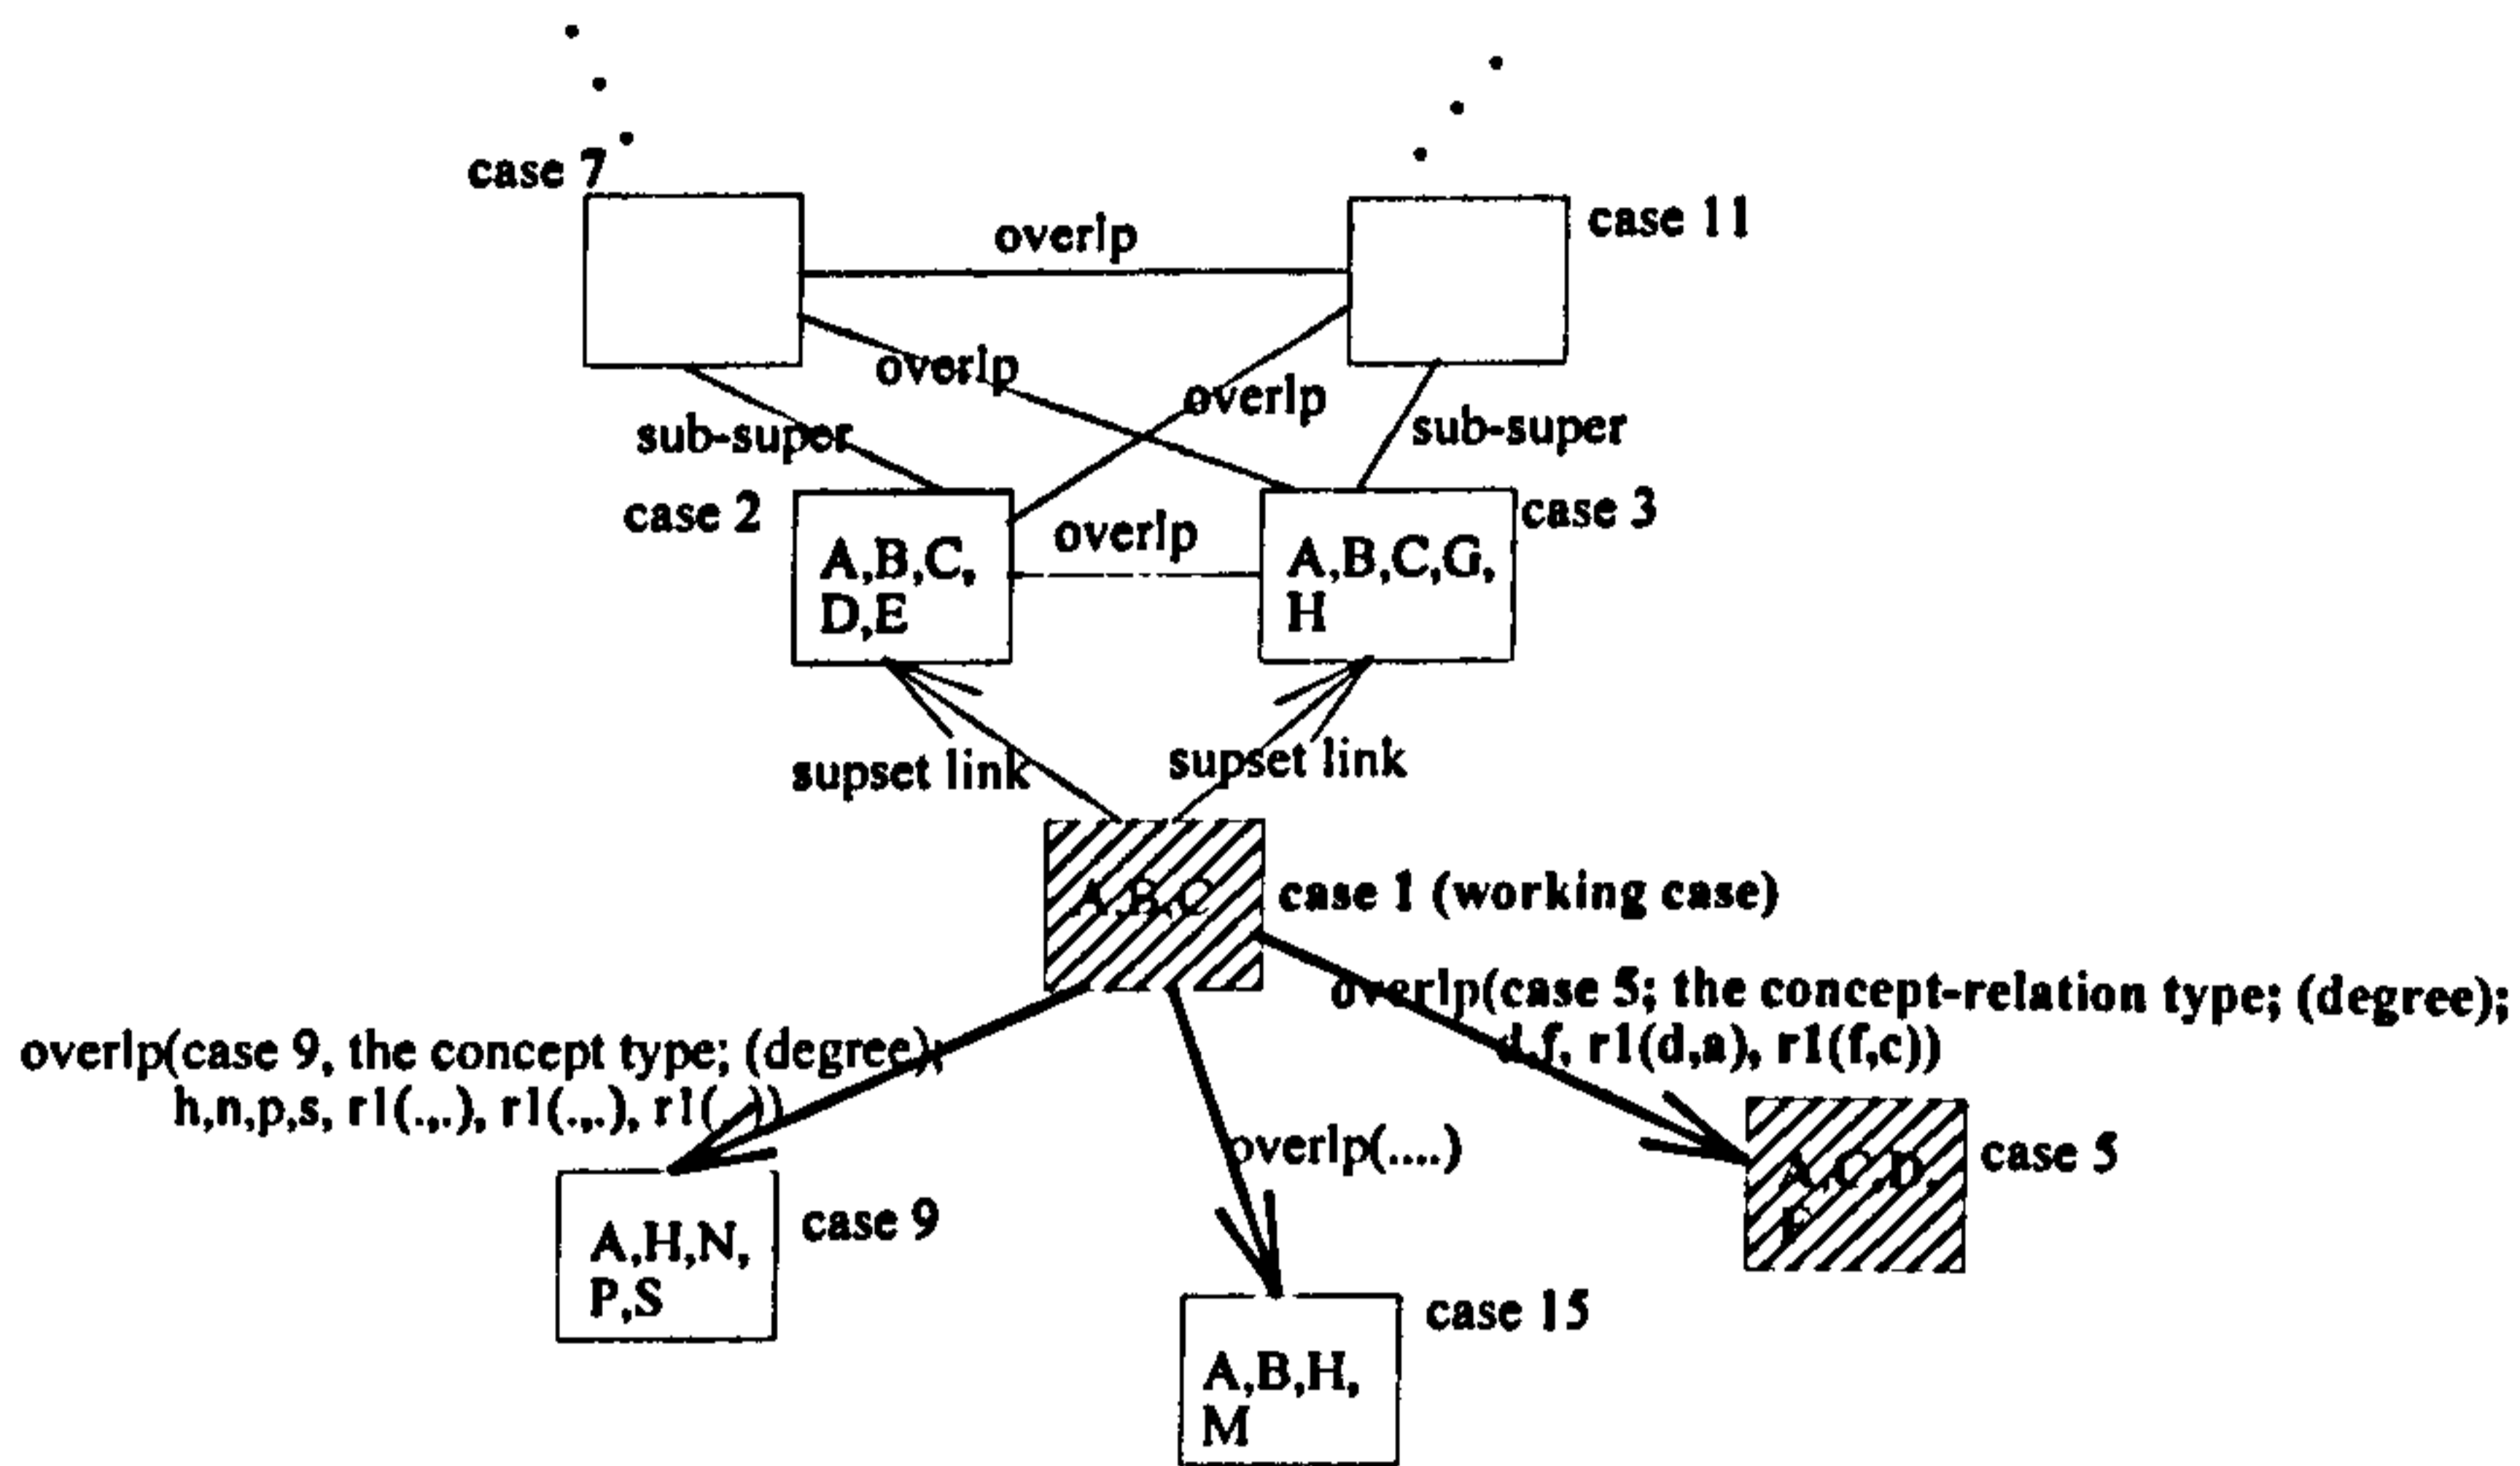 case 7
case 11
overlp
overlp
overlp
sub-super
sub-super
case 2
case 3
overlp
A,B,C,
D,E
A,B,C,G,
H
supset link
supset link
A,B,C
case 1 (working case)
overlp(case 5; the concept-relation type; (degree);
d,f, r1(d,a), r1(f,c))
overlp(case 9, the concept type; (degree);
h,n,p,s, r1(.,.), r1(.,.), r1(.,.))
overlp(....)
A,C,D,
F
case 5
A,H,N,
P,S
case 9
case 15
A,B,H,
M